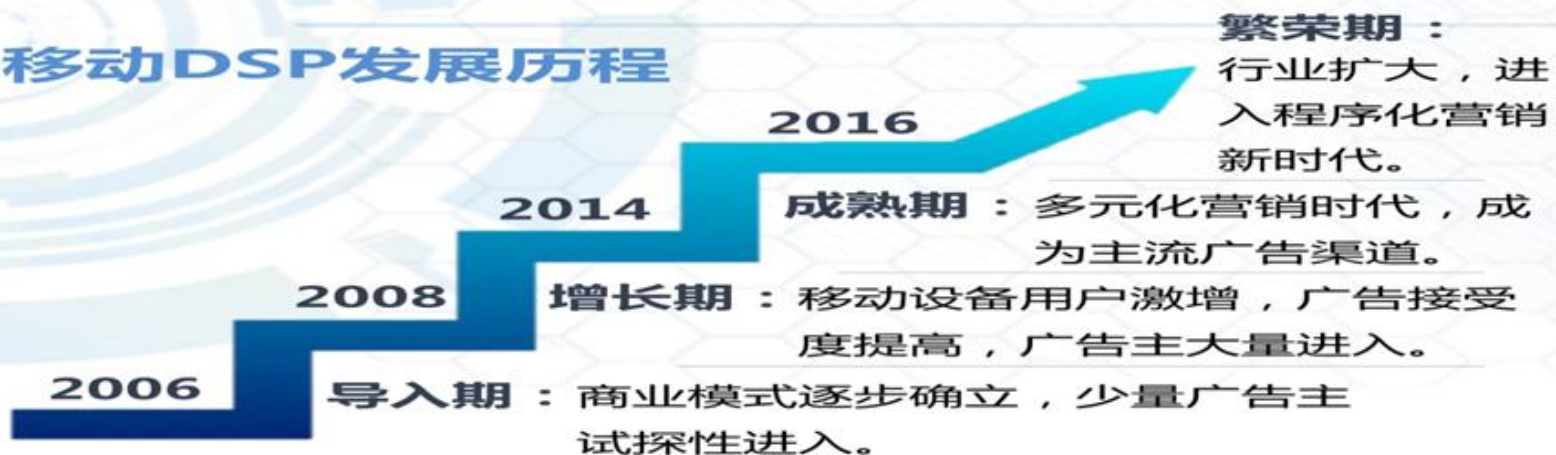 移动DSP发展历程
繁荣期：
行业扩大，进
入程序化营销
新时代。
2016
成熟期：多元化营销时代，成
为主流广告渠道。
2014
增长期：移动设备用户激增，广告接受
度提高，广告主大量进入。
2008
导入期：商业模式逐步确立，少量广告主
试探性进入。
2006